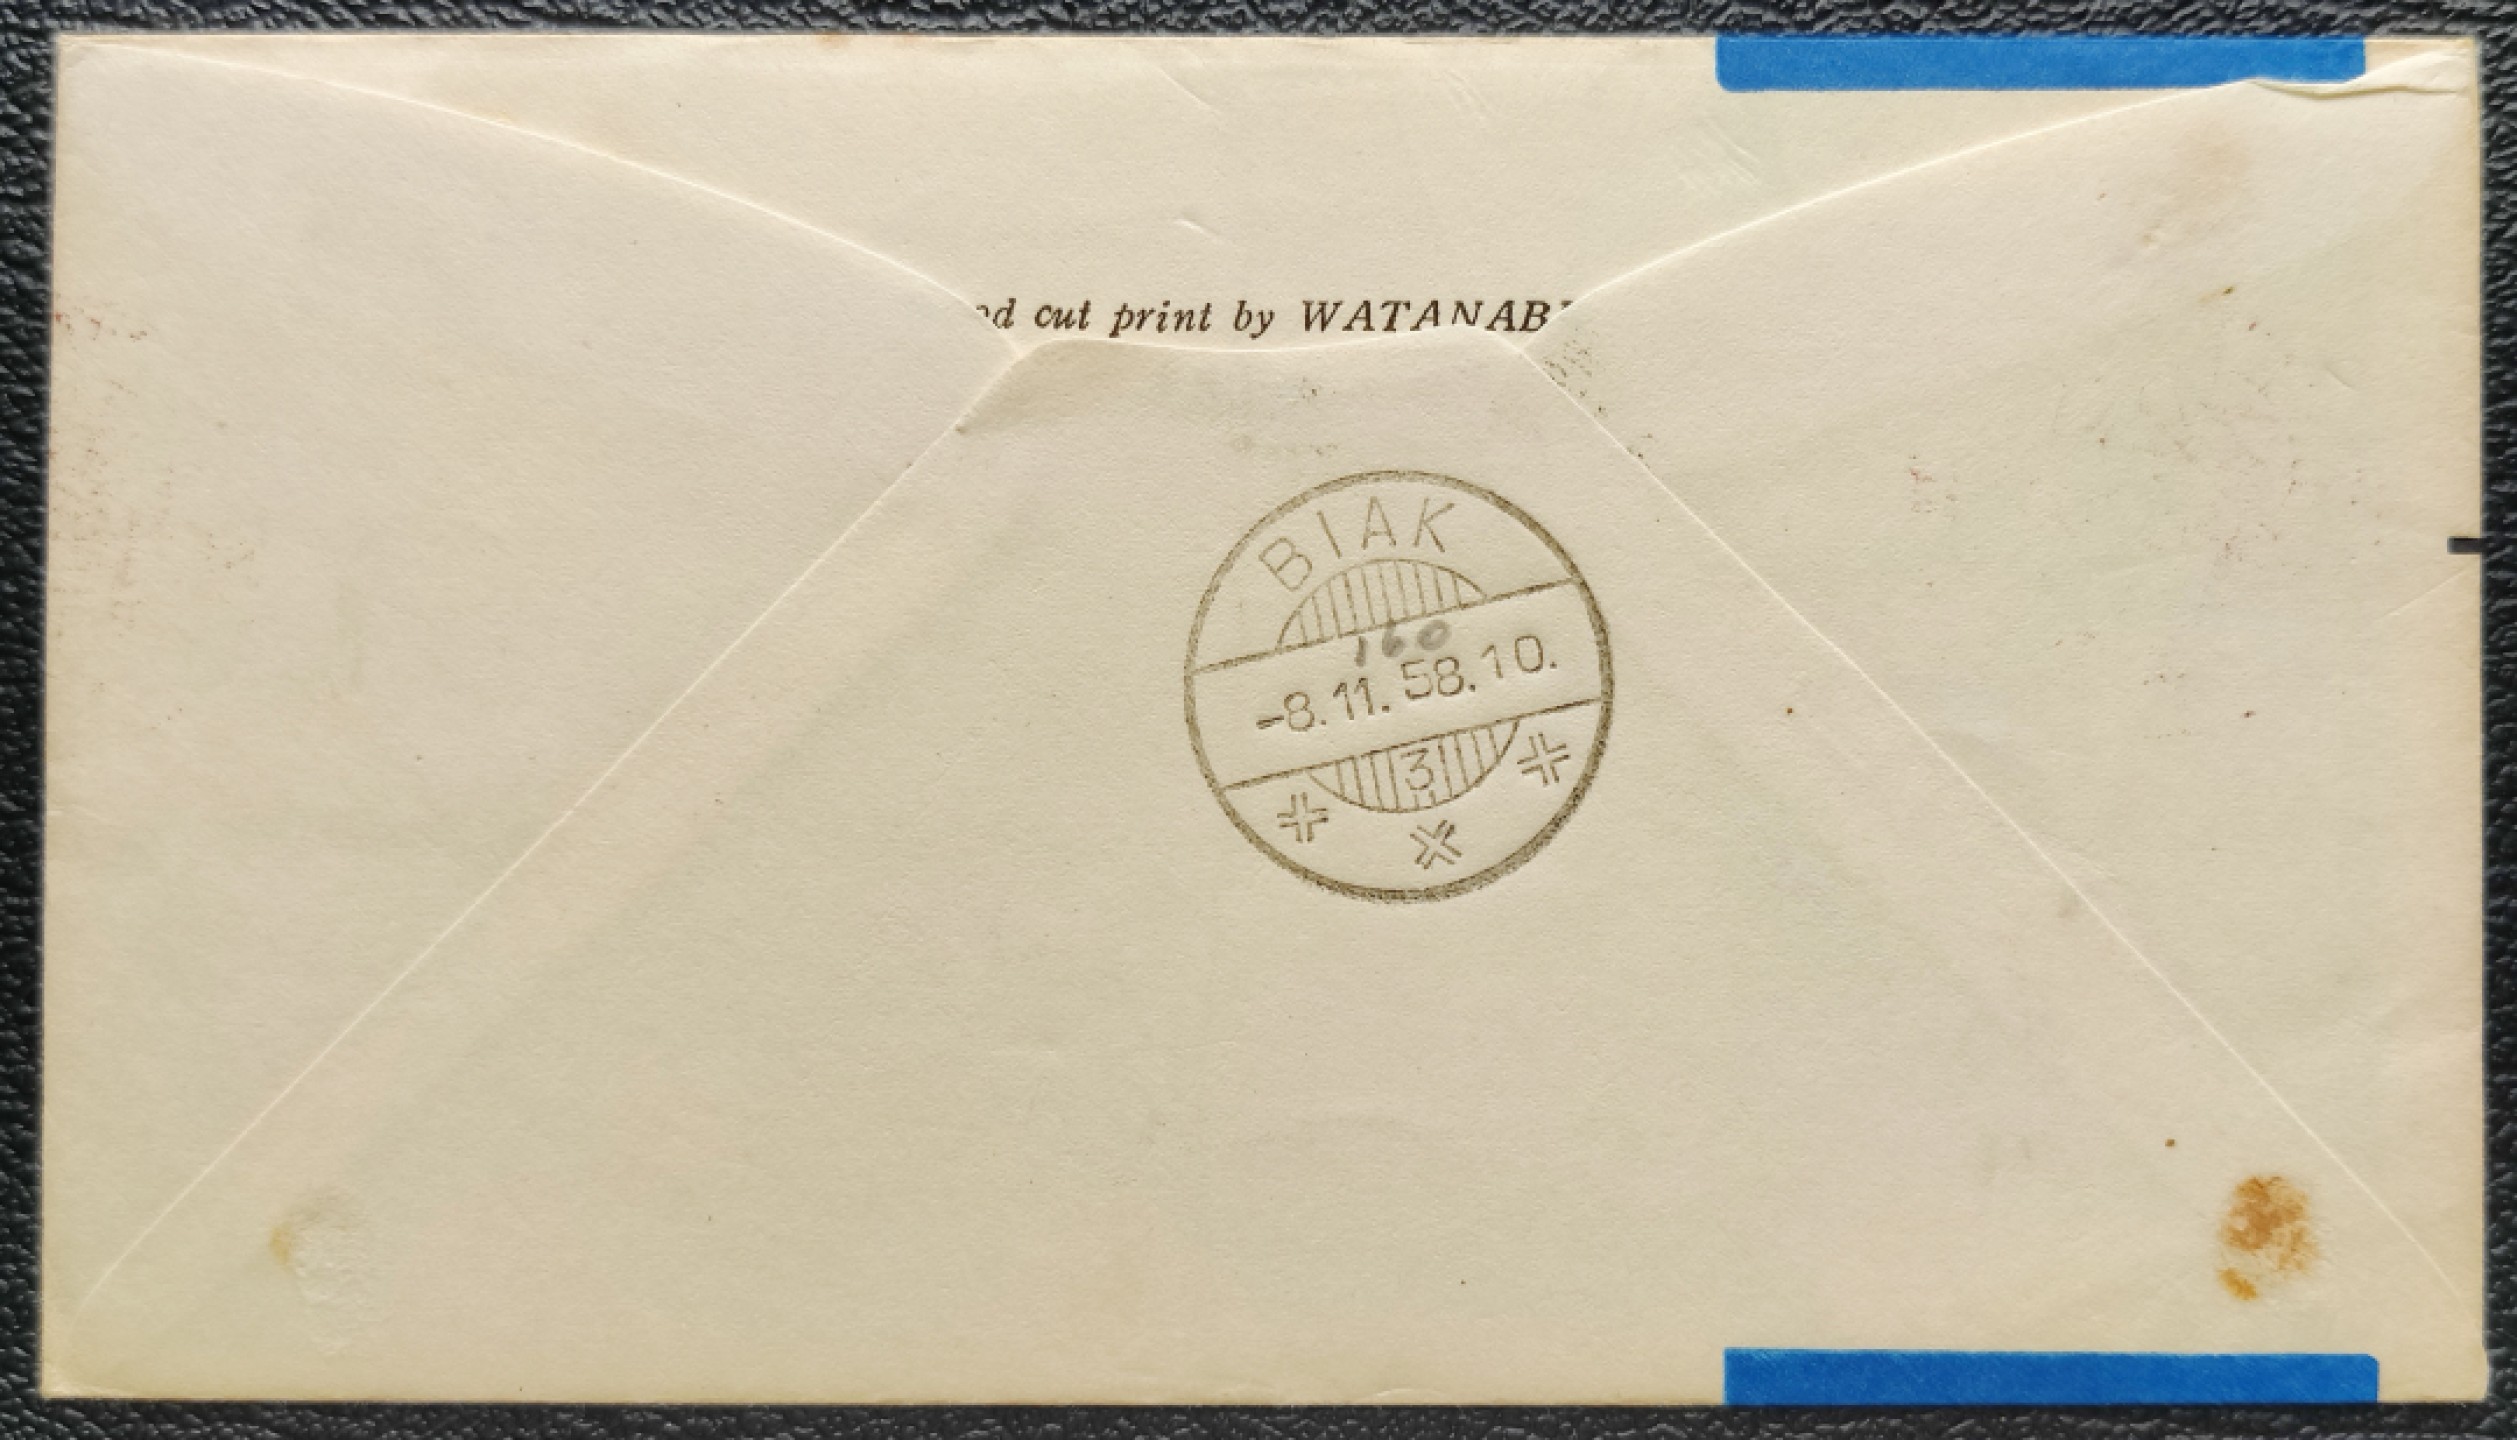 cut print by WATANAB
BIAK
160
-8.11.58.10.
3